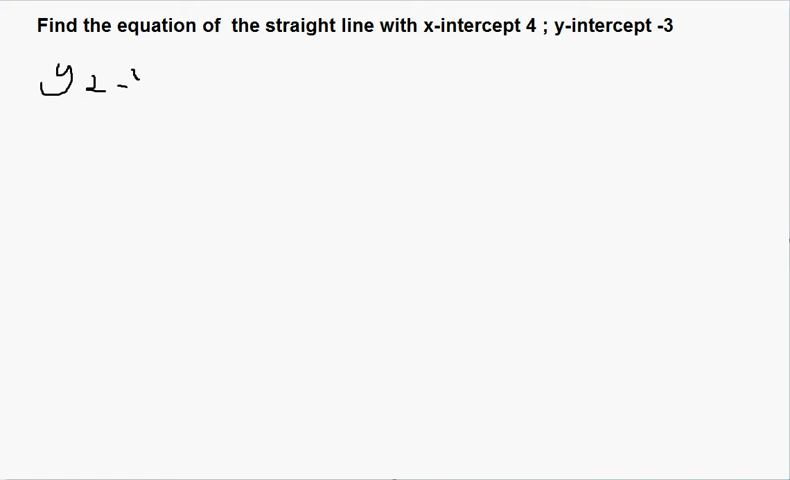 Find the equation of the straight line with x-intercept 4 ; y-intercept -3
y = -